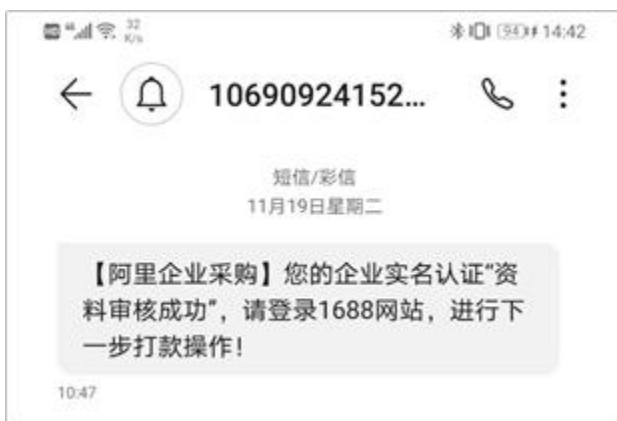 32
K/s
94
14:42
10690924152...
短信/彩信
11月19日星期二
【阿里企业采购】您的企业实名认证“资
料审核成功”，请登录1688网站，进行下
一步打款操作！
10:47